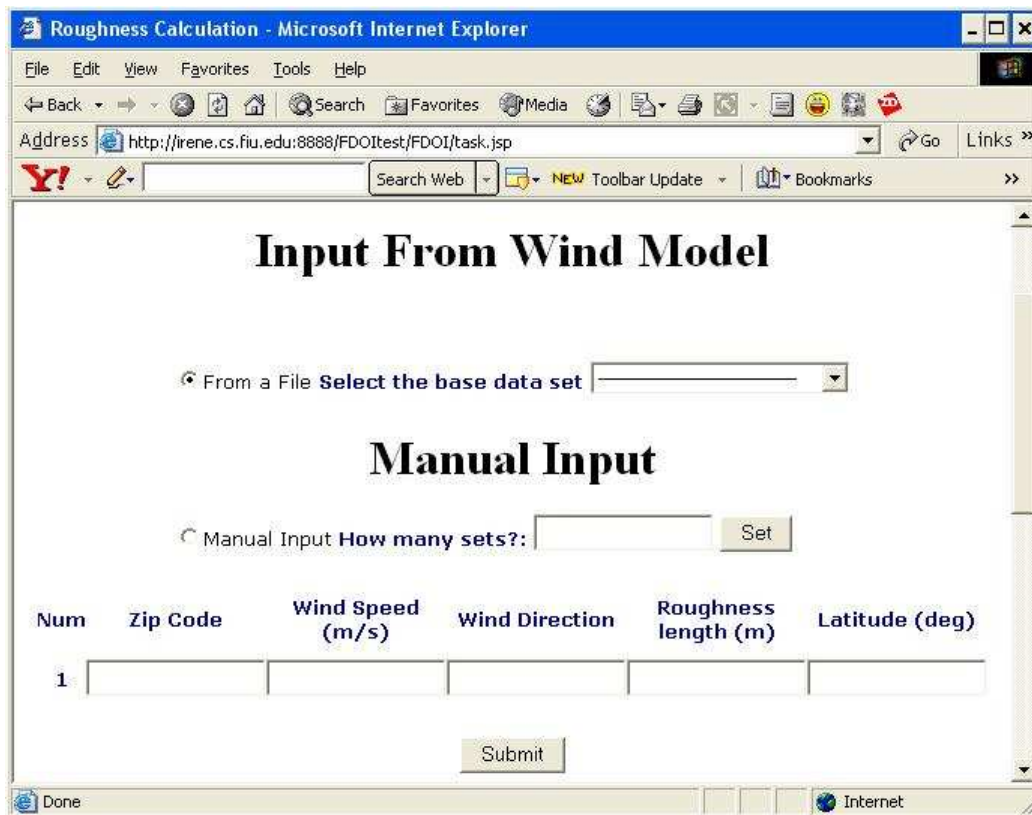 Roughness Calculation - Microsoft Internet Explorer
File Edit View Favorites Tools Help
Back Search Favorites Media
Address http://irene.cs.fiu.edu:8888/FDOItest/FDOI/task.jsp Go Links »
Y! Search Web NEW Toolbar Update Bookmarks »
Input From Wind Model
From a File Select the base data set
Manual Input
Manual Input How many sets?: Set
Num Zip Code Wind Speed (m/s) Wind Direction Roughness length (m) Latitude (deg)
1
Submit
Done Internet